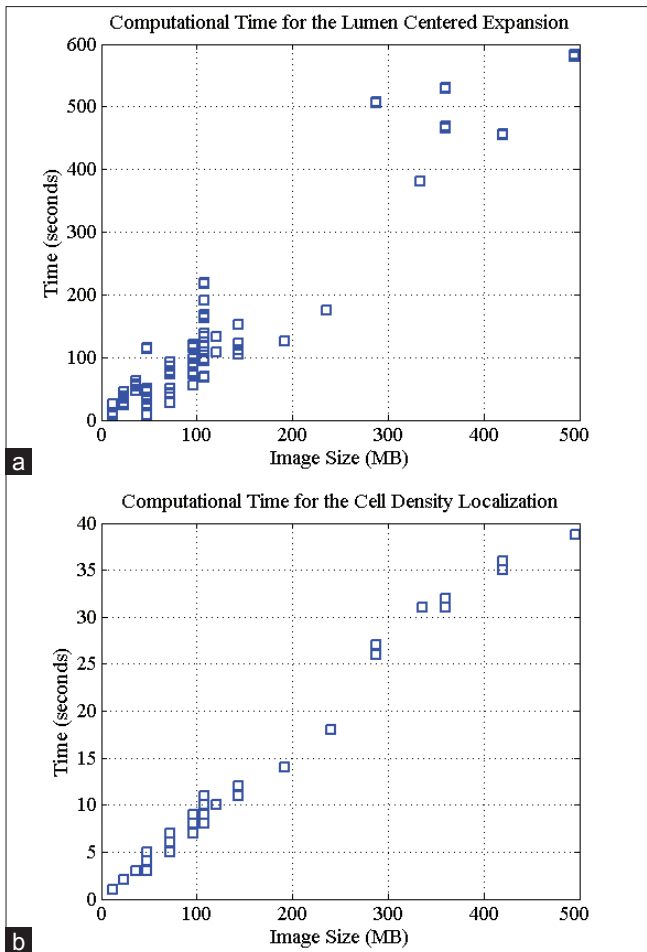 Computational Time for the Lumen Centered Expansion
600
500
400
300
200
100
0
Time (seconds)
0 100 200 300 400 500
Image Size (MB)
a
Computational Time for the Cell Density Localization
40
35
30
25
20
15
10
5
0
Time (seconds)
0 100 200 300 400 500
Image Size (MB)
b